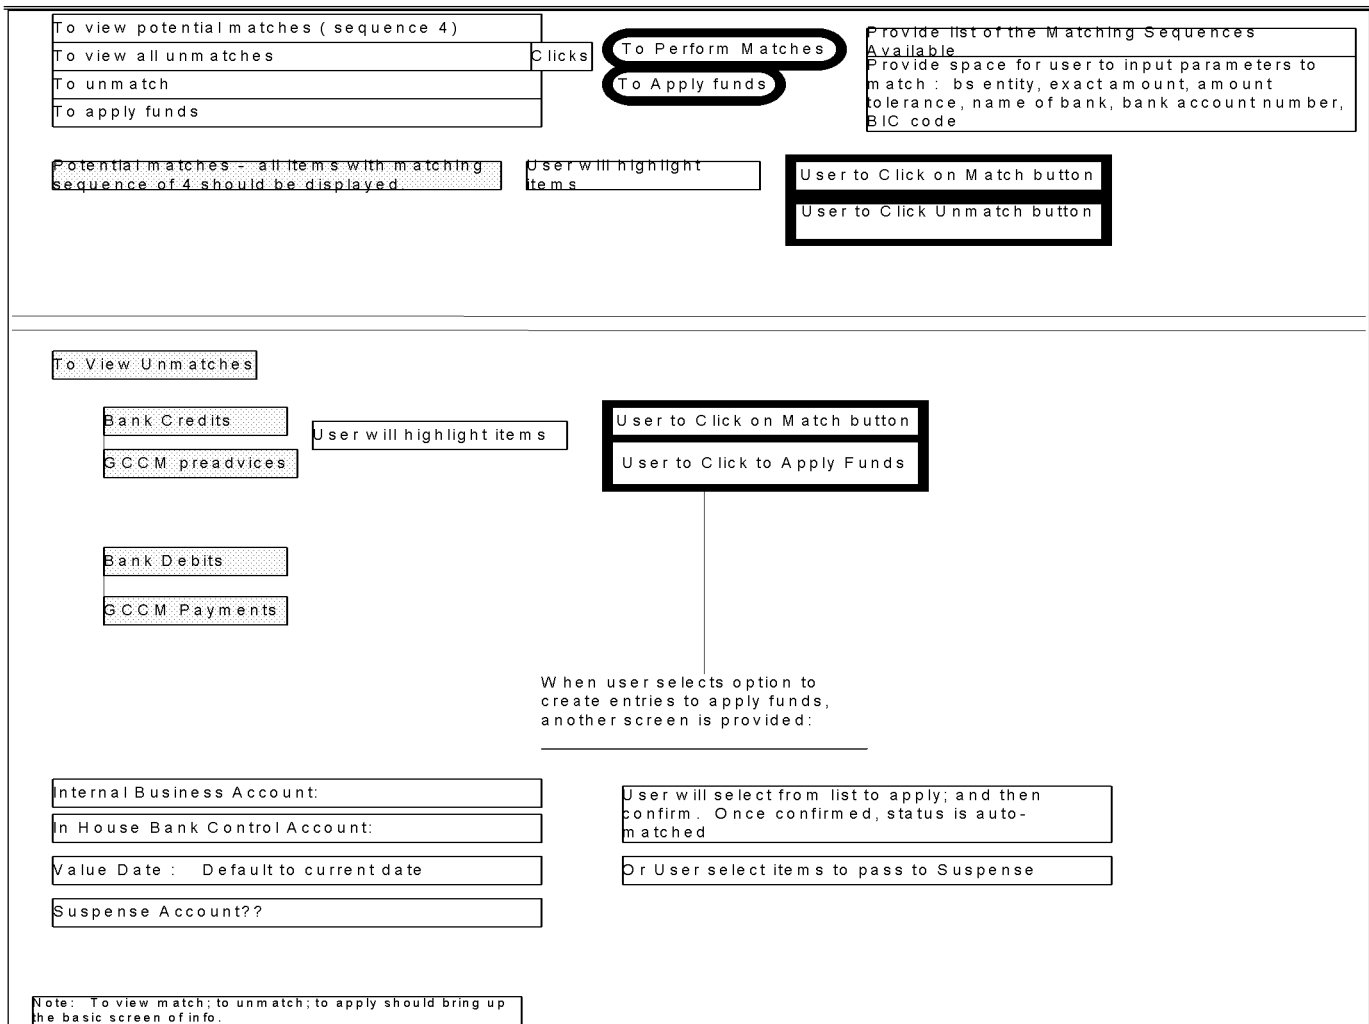 To view potential matches ( sequence 4)
To view all unmatches
Clicks
To unmatch
To apply funds
To Perform Matches
To Apply funds
Provide list of the Matching Sequences
Available
Provide space for user to input parameters to
match : bs entity, exact amount, amount
tolerance, name of bank, bank account number,
BIC code
Potential matches - all items with matching
sequence of 4 should be displayed
User will highlight
items
User to Click on Match button
User to Click Unmatch button
To View Unmatches
Bank Credits
GCCM preadvices
User will highlight items
User to Click on Match button
User to Click to Apply Funds
Bank Debits
GCCM Payments
When user selects option to
create entries to apply funds,
another screen is provided:
Internal Business Account:
In House Bank Control Account:
Value Date : Default to current date
Suspense Account??
User will select from list to apply; and then
confirm. Once confirmed, status is auto-
matched
Or User select items to pass to Suspense
Note: To view match; to unmatch; to apply should bring up
the basic screen of info.